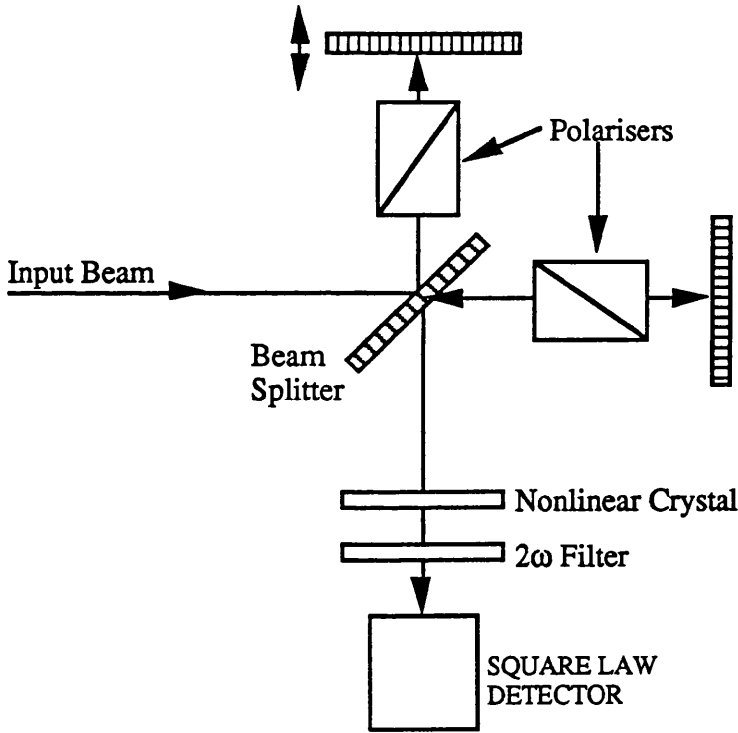 Polarisers
Input Beam
Beam
Splitter
Nonlinear Crystal
2ω Filter
SQUARE LAW
DETECTOR